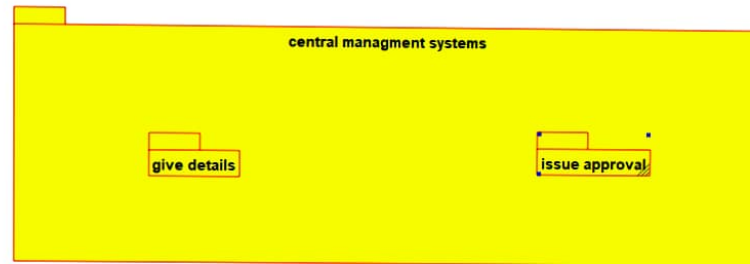 central managment systems
give details
issue approval